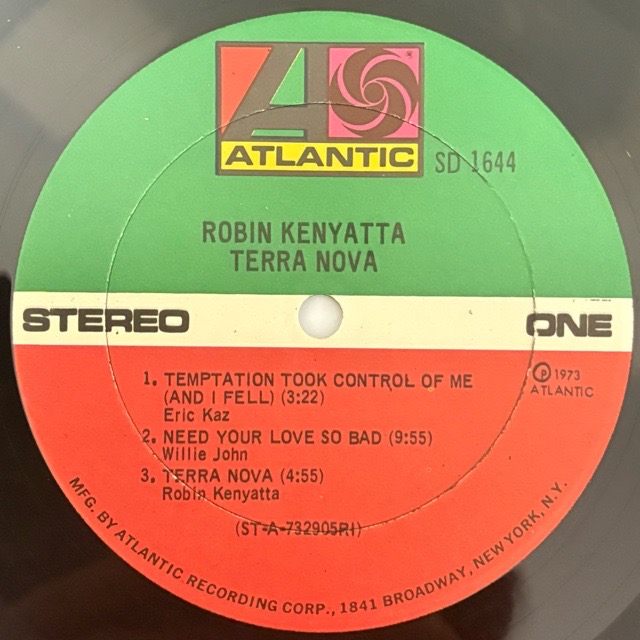 ATLANTIC
SD 1644
ROBIN KENYATTA
TERRA NOVA
STEREO
ONE
1. TEMPTATION TOOK CONTROL OF ME
(AND I FELL) (3:22)
Eric Kaz
2. NEED YOUR LOVE SO BAD (9:55)
Willie John
3. TERRA NOVA (4:55)
Robin Kenyatta
(ST-A-732905RI)
℗ 1973
ATLANTIC
MFG. BY ATLANTIC RECORDING CORP., 1841 BROADWAY, NEW YORK, N.Y.